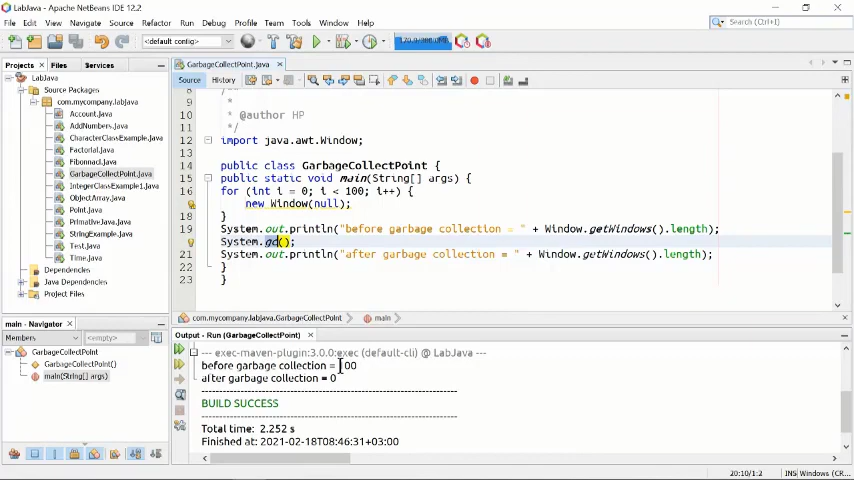 LabJava - Apache NetBeans IDE 12.2
File Edit View Navigate Source Refactor Run Debug Profile Team Tools Window Help
Search (Ctrl+I)
<default config>
Projects Files Services
GarbageCollectPoint.java
Source History
LabJava
Source Packages
com.mycompany.labjava
Account.java
AddNumbers.java
CharacterClassExample.java
Factorial.java
Fibonnaci.java
GarbageCollectPoint.java
IntegerClassExample1.java
ObjectArray.java
Point.java
PrimativeJava.java
StringExample.java
Test.java
Time.java
Dependencies
Java Dependencies
Project Files
8 /**
9 *
10 * @author HP
11 */
12 import java.awt.Window;
13
14 public class GarbageCollectPoint {
15 public static void main(String[] args) {
16 for (int i = 0; i < 100; i++) {
new Window(null);
18 }
19 System.out.println("before garbage collection = " + Window.getWindows().length);
System.gc();
21 System.out.println("after garbage collection = " + Window.getWindows().length);
22 }
23 }
com.mycompany.labjava.GarbageCollectPoint main
main - Navigator
Members <empty>
GarbageCollectPoint
GarbageCollectPoint()
main(String[] args)
Output - Run (GarbageCollectPoint)
--- exec-maven-plugin:3.0.0:exec (default-cli) @ LabJava ---
before garbage collection = 100
after garbage collection = 0
------------------------------------------------------------------------
BUILD SUCCESS
------------------------------------------------------------------------
Total time: 2.252 s
Finished at: 2021-02-18T08:46:31+03:00
20:10/1:2 INS Windows (CR...